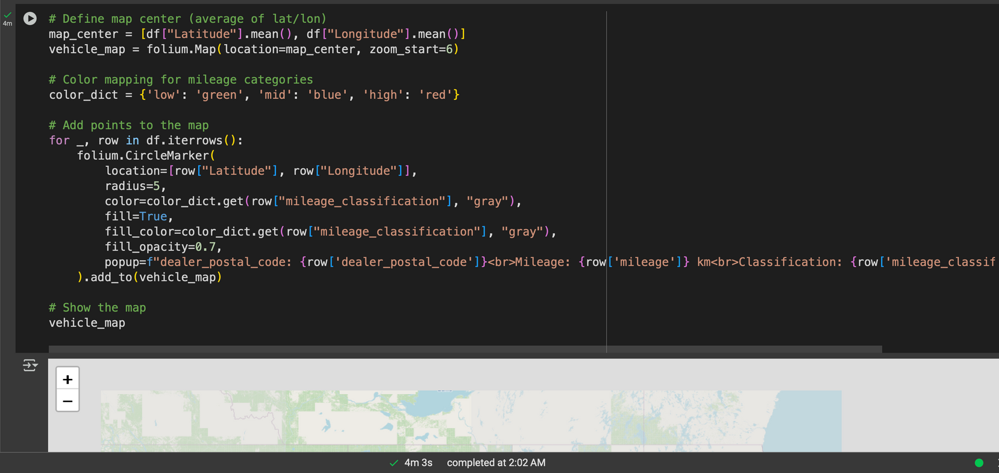 4m
# Define map center (average of lat/lon)
map_center = [df["Latitude"].mean(), df["Longitude"].mean()]
vehicle_map = folium.Map(location=map_center, zoom_start=6)
# Color mapping for mileage categories
color_dict = {'low': 'green', 'mid': 'blue', 'high': 'red'}
# Add points to the map
for _, row in df.iterrows():
    folium.CircleMarker(
        location=[row["Latitude"], row["Longitude"]],
        radius=5,
        color=color_dict.get(row["mileage_classification"], "gray"),
        fill=True,
        fill_color=color_dict.get(row["mileage_classification"], "gray"),
        fill_opacity=0.7,
        popup=f"dealer_postal_code: {row['dealer_postal_code']}<br>Mileage: {row['mileage']} km<br>Classification: {row['mileage_classif
    ).add_to(vehicle_map)
# Show the map
vehicle_map
+
−
4m 3s completed at 2:02 AM